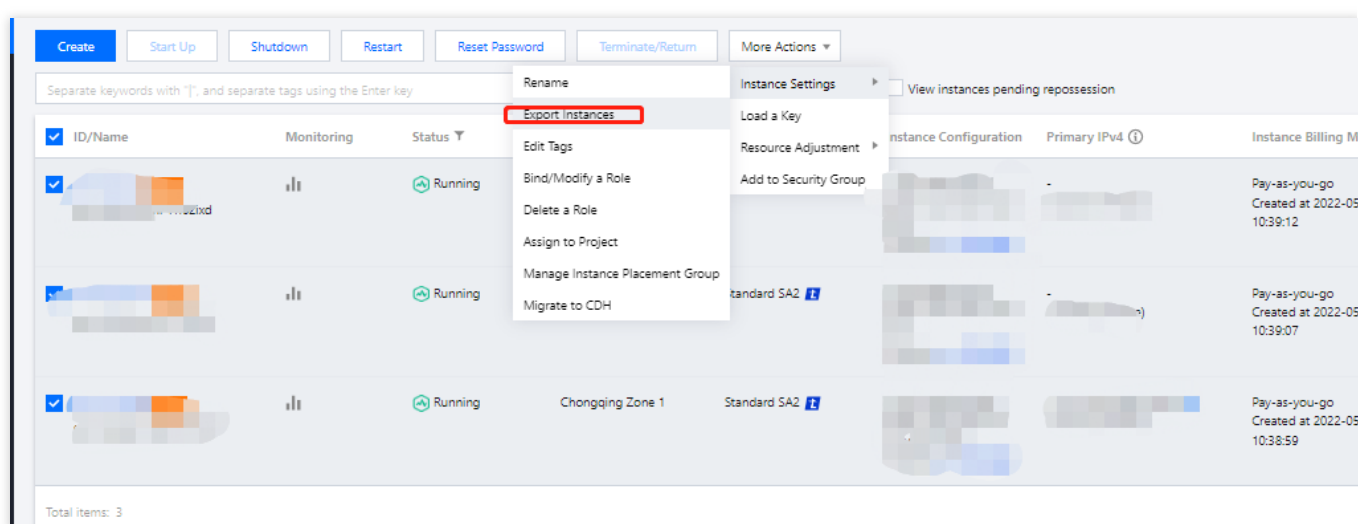 Create Start Up Shutdown Restart Reset Password Terminate/Return More Actions
Separate keywords with "|", and separate tags using the Enter key
View instances pending repossession
Rename
Export Instances
Edit Tags
Bind/Modify a Role
Delete a Role
Assign to Project
Manage Instance Placement Group
Migrate to CDH
Instance Settings
Load a Key
Resource Adjustment
Add to Security Group
ID/Name Monitoring Status nstance Configuration Primary IPv4 Instance Billing M
Running - Pay-as-you-go
Created at 2022-05
10:39:12
Running Standard SA2 - Pay-as-you-go
Created at 2022-05
10:39:07
Running Chongqing Zone 1 Standard SA2 Pay-as-you-go
Created at 2022-05
10:38:59
Total items: 3